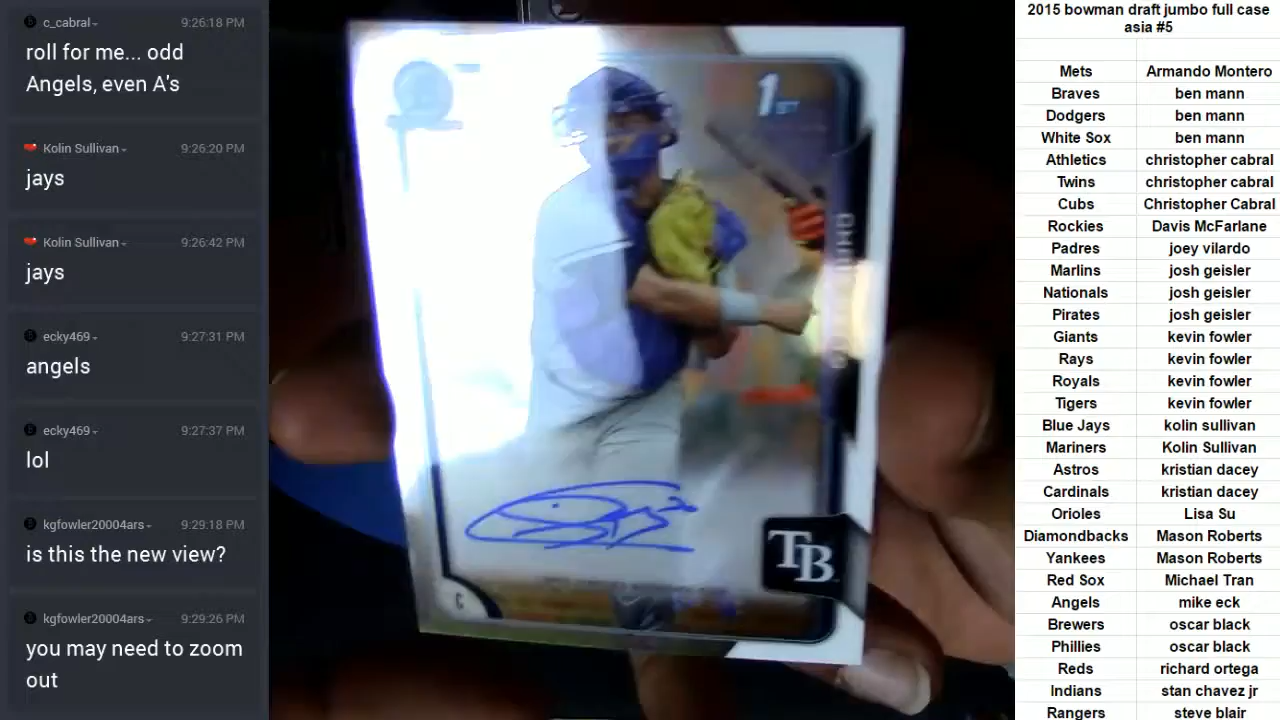 c_cabral
9:26:18 PM
roll for me... odd
Angels, even A's
Kolin Sullivan
9:26:20 PM
jays
Kolin Sullivan
9:26:42 PM
jays
ecky469
9:27:31 PM
angels
ecky469
9:27:37 PM
lol
kgfowler20004ars
9:29:18 PM
is this the new view?
kgfowler20004ars
9:29:26 PM
you may need to zoom
out
1ST
TB
C
2015 bowman draft jumbo full case
asia #5
Mets Armando Montero
Braves ben mann
Dodgers ben mann
White Sox ben mann
Athletics christopher cabral
Twins christopher cabral
Cubs Christopher Cabral
Rockies Davis McFarlane
Padres joey vilardo
Marlins josh geisler
Nationals josh geisler
Pirates josh geisler
Giants kevin fowler
Rays kevin fowler
Royals kevin fowler
Tigers kevin fowler
Blue Jays kolin sullivan
Mariners Kolin Sullivan
Astros kristian dacey
Cardinals kristian dacey
Orioles Lisa Su
Diamondbacks Mason Roberts
Yankees Mason Roberts
Red Sox Michael Tran
Angels mike eck
Brewers oscar black
Phillies oscar black
Reds richard ortega
Indians stan chavez jr
Rangers steve blair